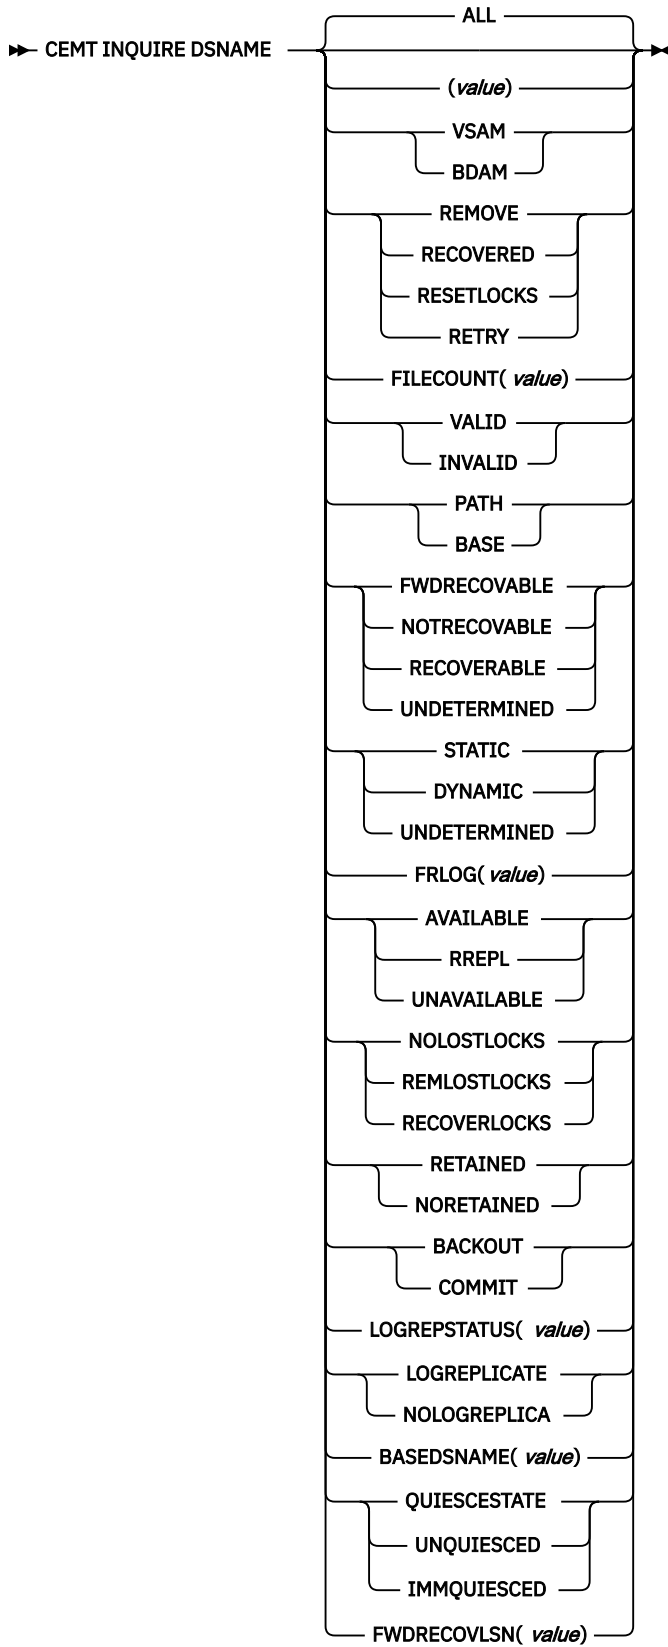 ALL
CEMT INQUIRE DSNAME
(value)
VSAM
BDAM
REMOVE
RECOVERED
RESETLOCKS
RETRY
FILECOUNT( value)
VALID
INVALID
PATH
BASE
FWDRECOVABLE
NOTRECOVABLE
RECOVERABLE
UNDETERMINED
STATIC
DYNAMIC
UNDETERMINED
FRLOG( value)
AVAILABLE
RREPL
UNAVAILABLE
NOLOSTLOCKS
REMLOSTLOCKS
RECOVERLOCKS
RETAINED
NORETAINED
BACKOUT
COMMIT
LOGREPSTATUS( value)
LOGREPLICATE
NOLOGREPLICA
BASEDSNAME( value)
QUIESCESTATE
UNQUIESCED
IMMQUIESCED
FWDRECOVLSN( value)